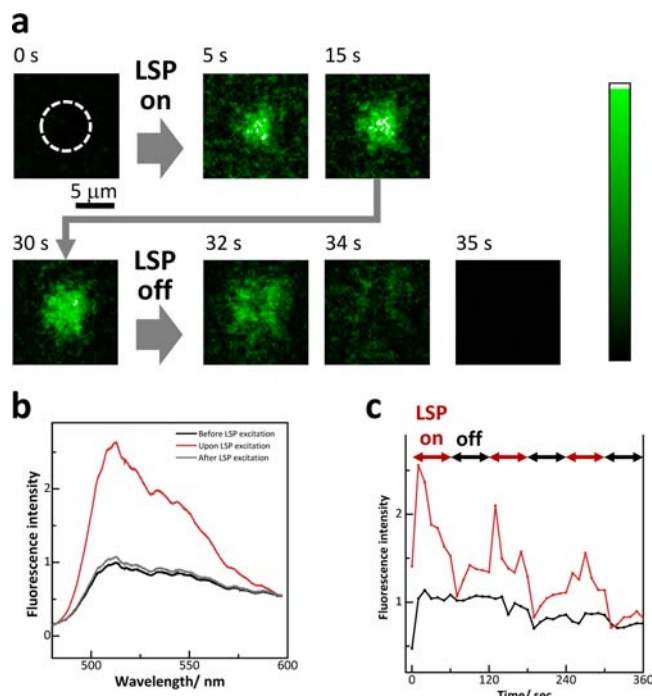 a
0 s
LSP
on
5 s
15 s
5 μm
30 s
LSP
off
32 s
34 s
35 s
b
Before LSP excitation
Upon LSP excitation
After LSP excitation
Fluorescence intensity
2
1
0
500
550
600
Wavelength/ nm
c
LSP
on
off
Fluorescence intensity
2
1
0
120
240
360
Time/ sec